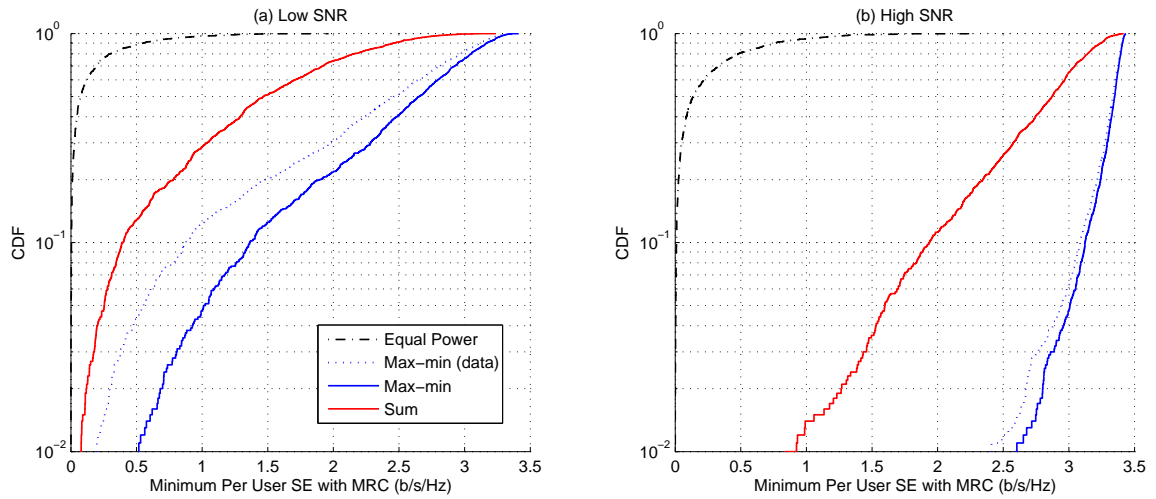 (a) Low SNR
10^0
10^-1
10^-2
CDF
0 0.5 1 1.5 2 2.5 3 3.5
Minimum Per User SE with MRC (b/s/Hz)
Equal Power
Max-min (data)
Max-min
Sum
(b) High SNR
10^0
10^-1
10^-2
CDF
0 0.5 1 1.5 2 2.5 3 3.5
Minimum Per User SE with MRC (b/s/Hz)